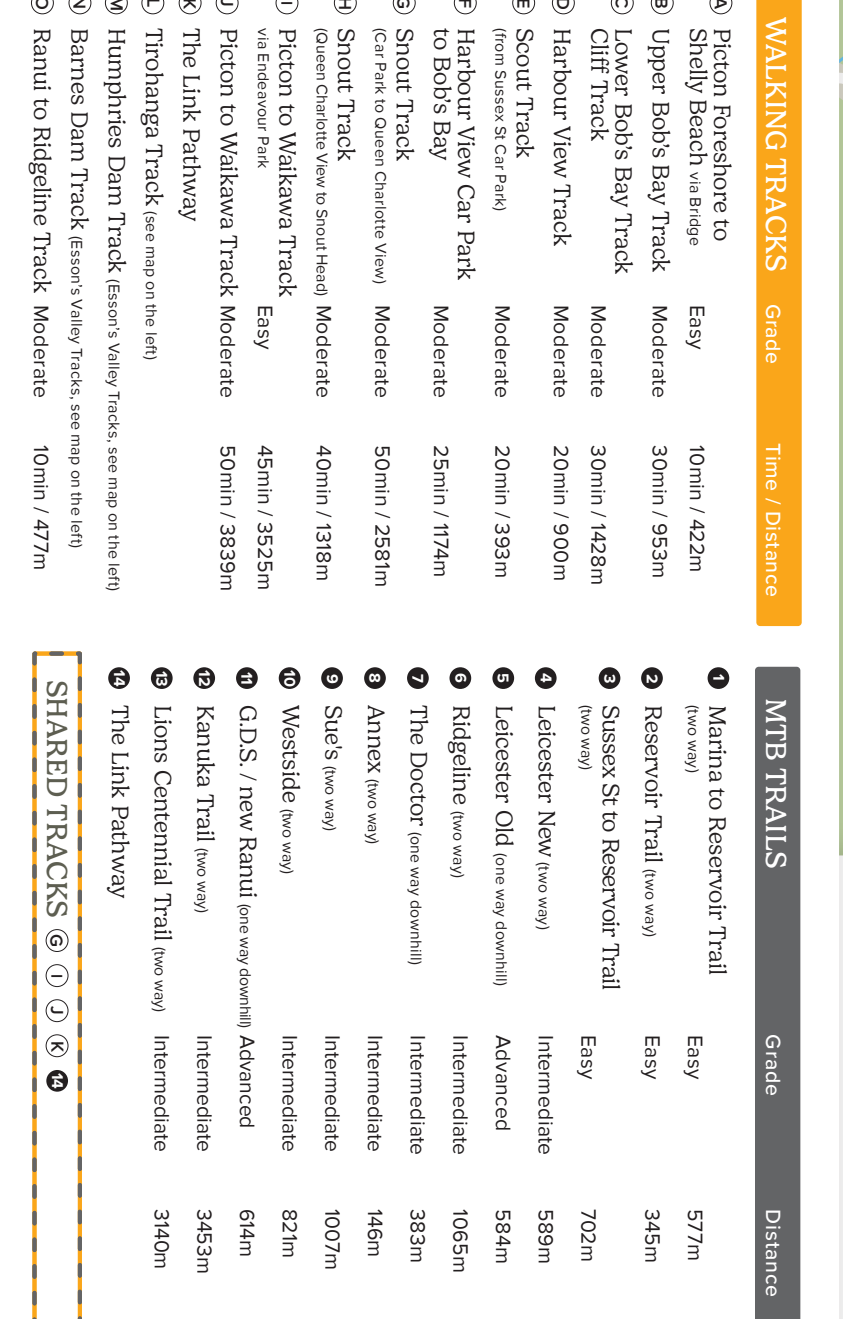 WALKING TRACKS Grade Time / Distance
A Picton Foreshore to
Shelly Beach via Bridge Easy 10min / 422m
B Upper Bob's Bay Track Moderate 30min / 953m
C Lower Bob's Bay Track
Cliff Track Moderate 30min / 1428m
D Harbour View Track Moderate 20min / 900m
E Scout Track
(from Sussex St Car Park) Moderate 20min / 393m
F Harbour View Car Park
to Bob's Bay Moderate 25min / 1174m
G Snout Track
(Car Park to Queen Charlotte View) Moderate 50min / 2581m
H Snout Track
(Queen Charlotte View to Snout Head) Moderate 40min / 1318m
I Picton to Waikawa Track
via Endeavour Park Easy 45min / 3525m
J Picton to Waikawa Track Moderate 50min / 3839m
K The Link Pathway
L Tirohanga Track (see map on the left)
M Humphries Dam Track (Esson's Valley Tracks, see map on the left)
N Barnes Dam Track (Esson's Valley Tracks, see map on the left)
O Ranui to Ridgeline Track Moderate 10min / 477m
MTB TRAILS Grade Distance
1 Marina to Reservoir Trail
(two way) Easy 577m
2 Reservoir Trail (two way) Easy 345m
3 Sussex St to Reservoir Trail
(two way) Easy 702m
4 Leicester New (two way) Intermediate 589m
5 Leicester Old (one way downhill) Advanced 584m
6 Ridgeline (two way) Intermediate 1065m
7 The Doctor (one way downhill) Intermediate 383m
8 Annex (two way) Intermediate 146m
9 Sue's (two way) Intermediate 1007m
10 Westside (two way) Intermediate 821m
11 G.D.S. / new Ranui (one way downhill) Advanced 614m
12 Kanuka Trail (two way) Intermediate 3453m
13 Lions Centennial Trail (two way) Intermediate 3140m
14 The Link Pathway
SHARED TRACKS G I J K 14